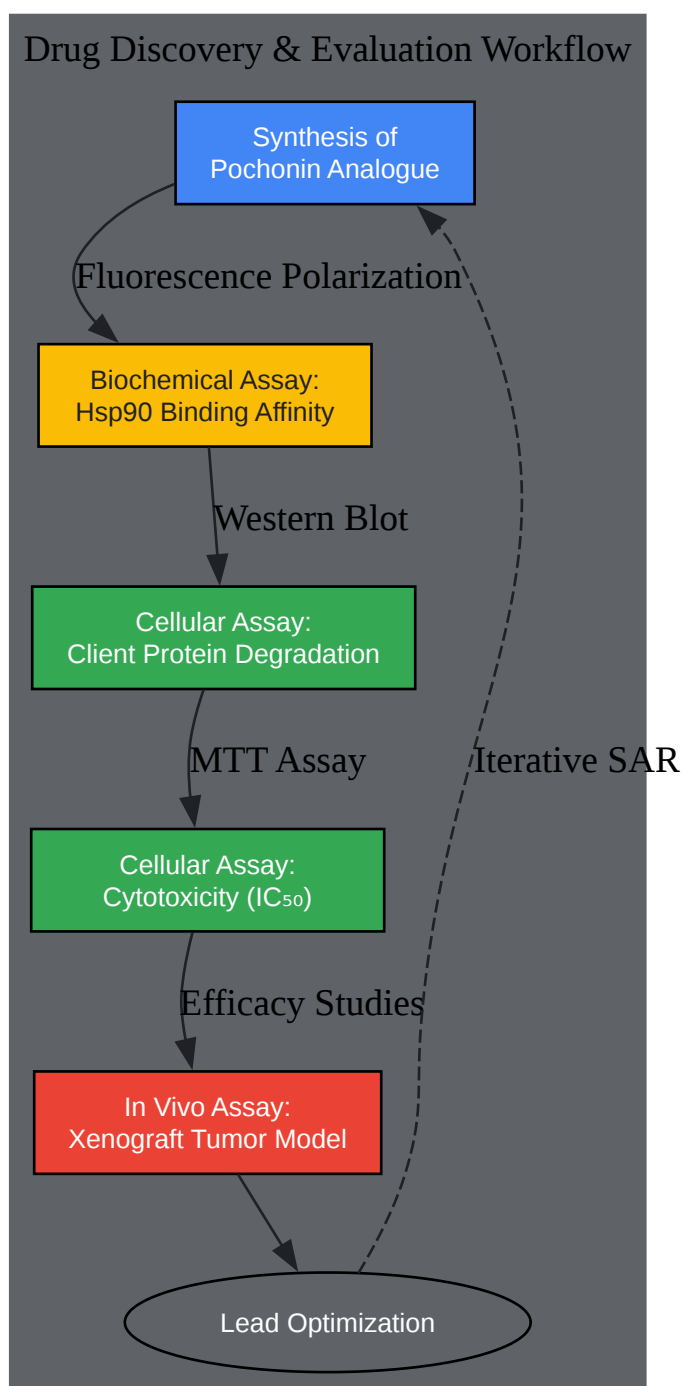 Drug Discovery & Evaluation Workflow
Synthesis of
Pochonin Analogue
Fluorescence Polarization
Biochemical Assay:
Hsp90 Binding Affinity
Western Blot
Cellular Assay:
Client Protein Degradation
MTT Assay
Iterative SAR
Cellular Assay:
Cytotoxicity (IC₅₀)
Efficacy Studies
In Vivo Assay:
Xenograft Tumor Model
Lead Optimization